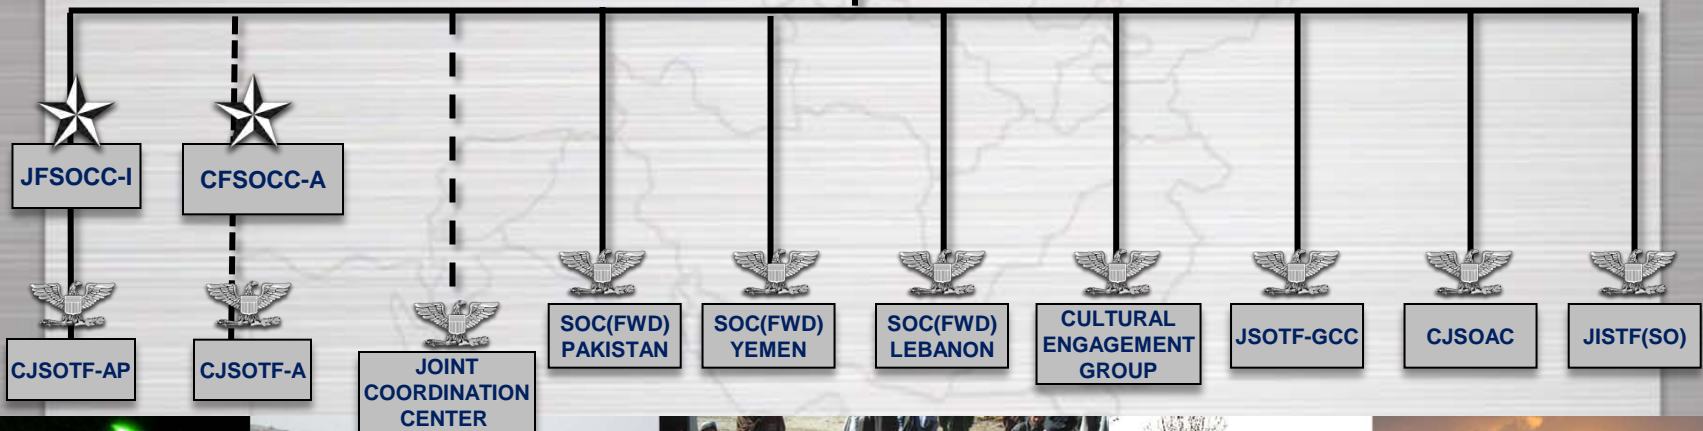 JFSOCC-I
CFSOCC-A
CJSOTF-AP
CJSOTF-A
JOINT
COORDINATION
CENTER
SOC(FWD)
PAKISTAN
SOC(FWD)
YEMEN
SOC(FWD)
LEBANON
CULTURAL
ENGAGEMENT
GROUP
JSOTF-GCC
CJSOAC
JISTF(SO)